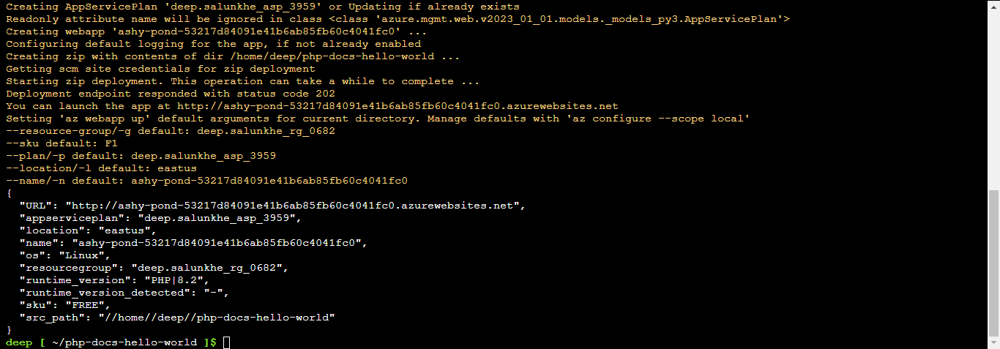 Creating AppServicePlan 'deep.salunkhe_asp_3959' or Updating if already exists
Readonly attribute name will be ignored in class <class 'azure.mgmt.web.v2023_01_01.models._models_py3.AppServicePlan'>
Creating webapp 'ashy-pond-53217d84091e41b6ab85fb60c4041fc0' ...
Configuring default logging for the app, if not already enabled
Creating zip with contents of dir /home/deep/php-docs-hello-world ...
Getting scm site credentials for zip deployment
Starting zip deployment. This operation can take a while to complete ...
Deployment endpoint responded with status code 202
You can launch the app at http://ashy-pond-53217d84091e41b6ab85fb60c4041fc0.azurewebsites.net
Setting 'az webapp up' default arguments for current directory. Manage defaults with 'az configure --scope local'
--resource-group/-g default: deep.salunkhe_rg_0682
--sku default: F1
--plan/-p default: deep.salunkhe_asp_3959
--location/-l default: eastus
--name/-n default: ashy-pond-53217d84091e41b6ab85fb60c4041fc0
{
  "URL": "http://ashy-pond-53217d84091e41b6ab85fb60c4041fc0.azurewebsites.net",
  "appserviceplan": "deep.salunkhe_asp_3959",
  "location": "eastus",
  "name": "ashy-pond-53217d84091e41b6ab85fb60c4041fc0",
  "os": "Linux",
  "resourcegroup": "deep.salunkhe_rg_0682",
  "runtime_version": "PHP|8.2",
  "runtime_version_detected": "-",
  "sku": "FREE",
  "src_path": "//home//deep//php-docs-hello-world"
}
deep [ ~/php-docs-hello-world ]$